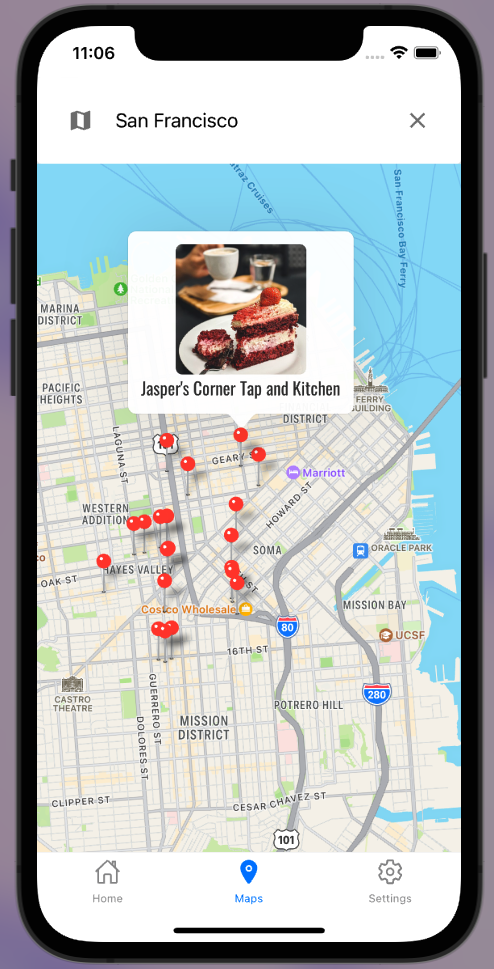 11:06
San Francisco
San Francisco Bay Ferry
Cruises
MARINA
DISTRICT
Jasper's Corner Tap and Kitchen
PACIFIC
HEIGHTS
FERRY
BUILDING
DISTRICT
LAGUNA ST
GEARY
Marriott
HOWARD ST
WESTERN
ADDITION
SOMA
ORACLE PARK
HAYES VALLEY
OAK ST
Costco Wholesale
MISSION BAY
80
UCSF
16TH ST
CASTRO
THEATRE
GUERRERO ST
DOLORES ST
280
POTRERO HILL
MISSION
DISTRICT
CLIPPER ST
CESAR CHAVEZ ST
101
Home
Maps
Settings